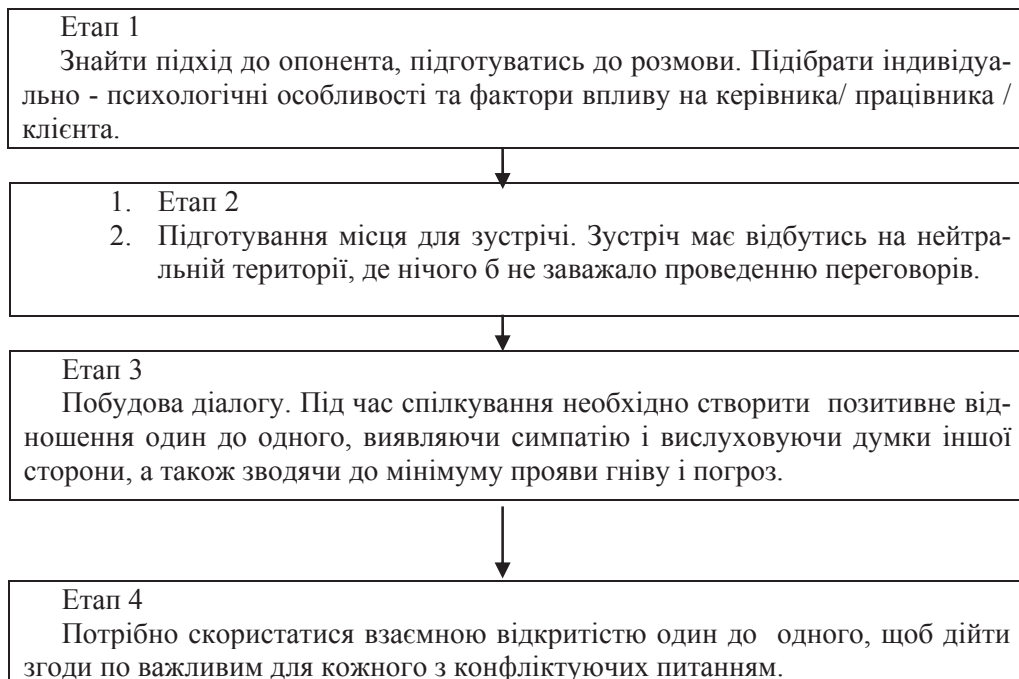 Етап 1
Знайти підхід до опонента, підготуватись до розмови. Підібрати індивідуа-
льно - психологічні особливості та фактори впливу на керівника/ працівника /
клієнта.
1. Етап 2
2. Підготування місця для зустрічі. Зустріч має відбутись на нейтра-
льній території, де нічого б не заважало проведенню переговорів.
Етап 3
Побудова діалогу. Під час спілкування необхідно створити позитивне від-
ношення один до одного, виявляючи симпатію і вислуховуючи думки іншої
сторони, а також зводячи до мінімуму прояви гніву і погроз.
Етап 4
Потрібно скористатися взаємною відкритістю один до одного, щоб дійти
згоди по важливим для кожного з конфліктуючих питанням.